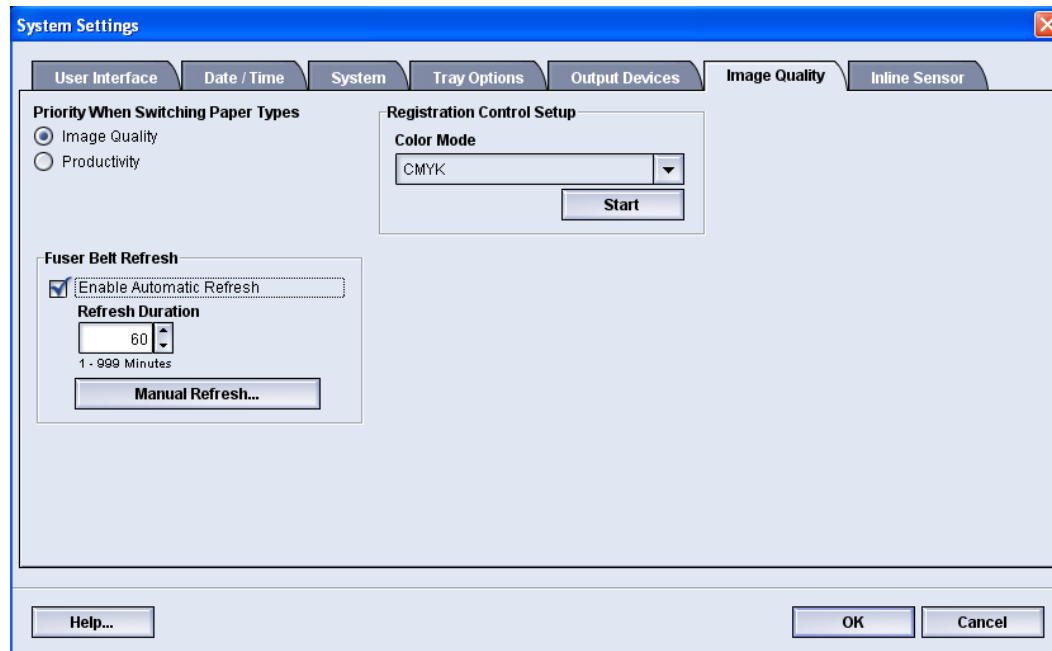 System Settings
User Interface
Date / Time
System
Tray Options
Output Devices
Image Quality
Inline Sensor
Priority When Switching Paper Types
Image Quality
Productivity
Registration Control Setup
Color Mode
CMYK
Start
Fuser Belt Refresh
Enable Automatic Refresh
Refresh Duration
60
1 - 999 Minutes
Manual Refresh...
Help...
OK
Cancel